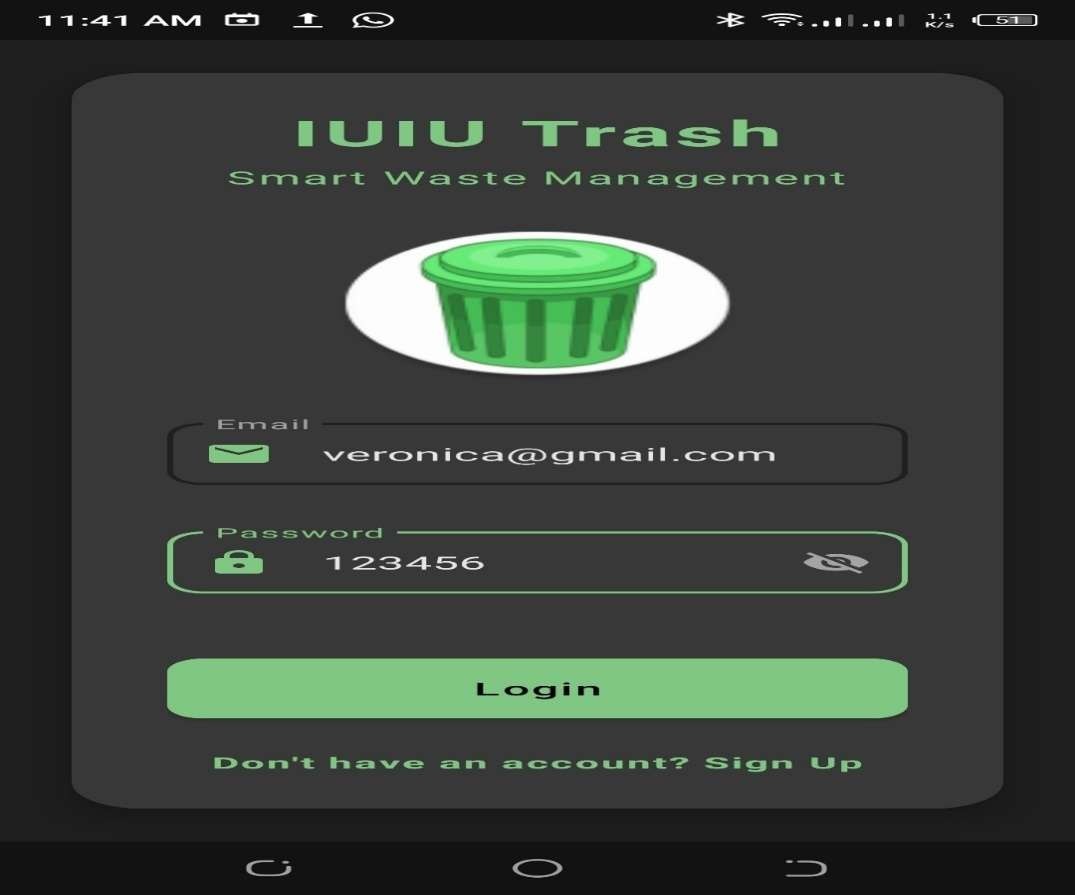 11:41 AM 1.1 K/s 51
IUIU Trash
Smart Waste Management
Email
veronica@gmail.com
Password
123456
Login
Don't have an account? Sign Up